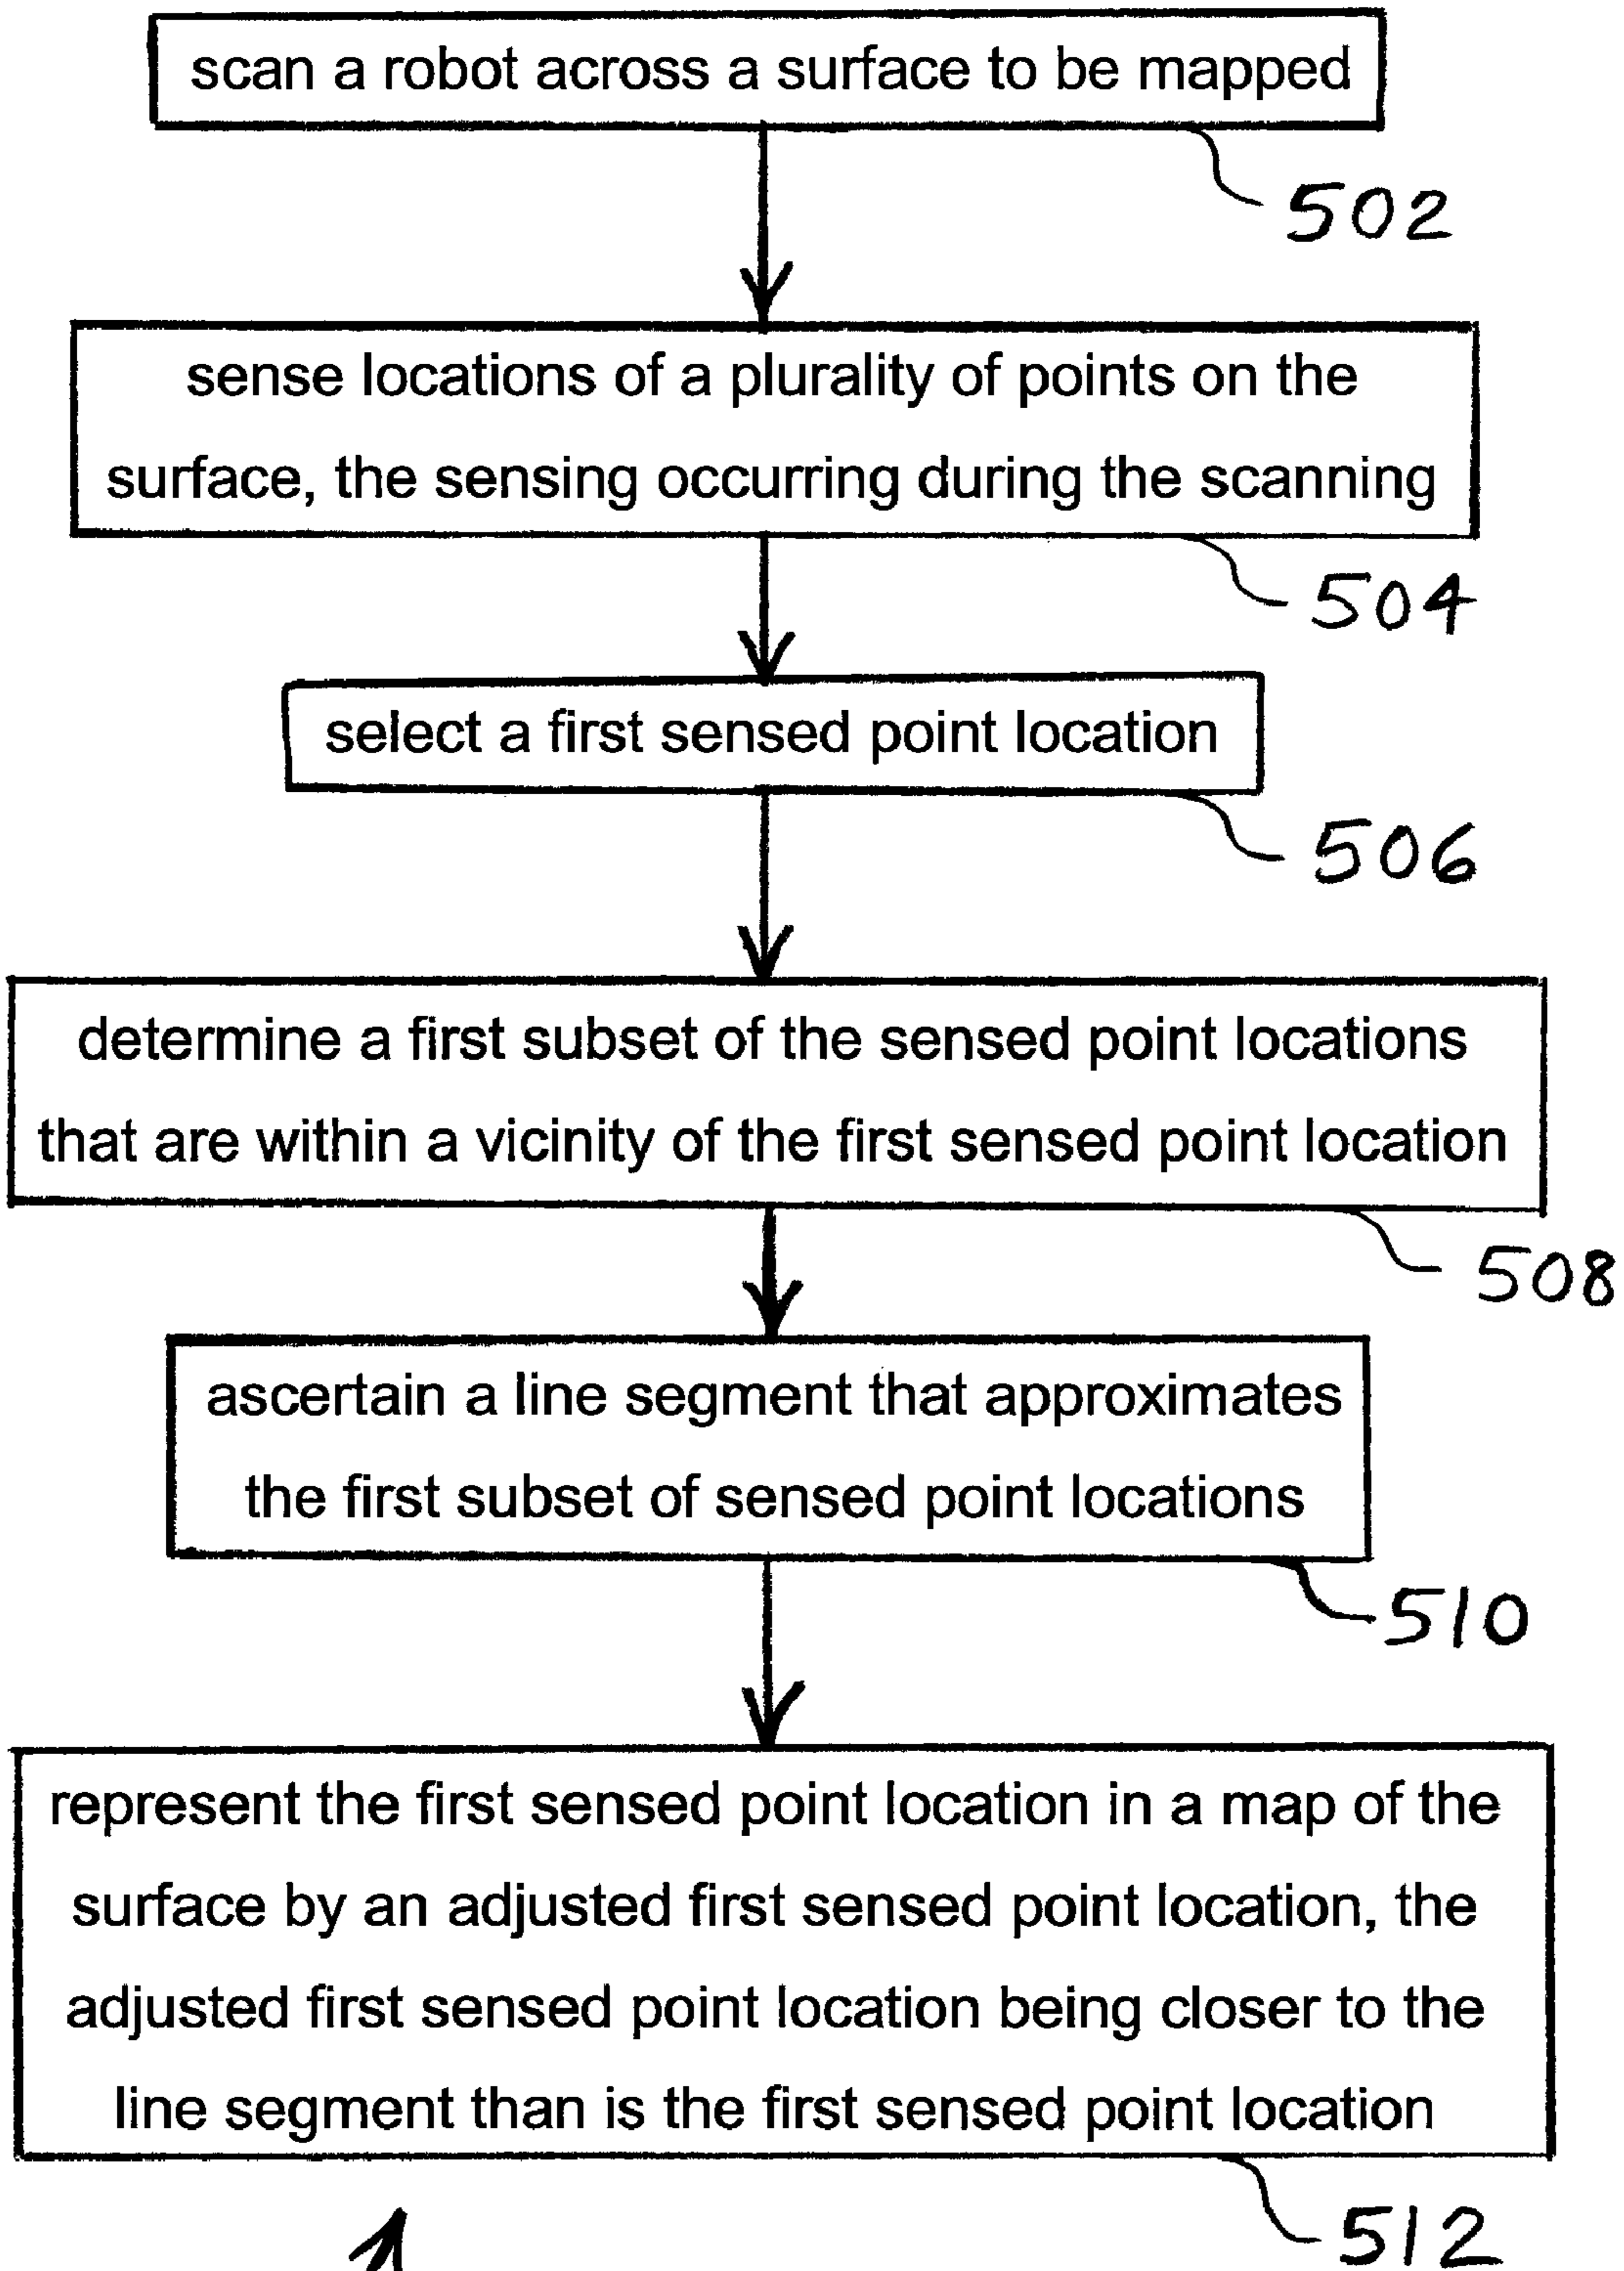 scan a robot across a surface to be mapped
502
sense locations of a plurality of points on the
surface, the sensing occurring during the scanning
504
select a first sensed point location
506
determine a first subset of the sensed point locations
that are within a vicinity of the first sensed point location
508
ascertain a line segment that approximates
the first subset of sensed point locations
510
represent the first sensed point location in a map of the
surface by an adjusted first sensed point location, the
adjusted first sensed point location being closer to the
line segment than is the first sensed point location
512